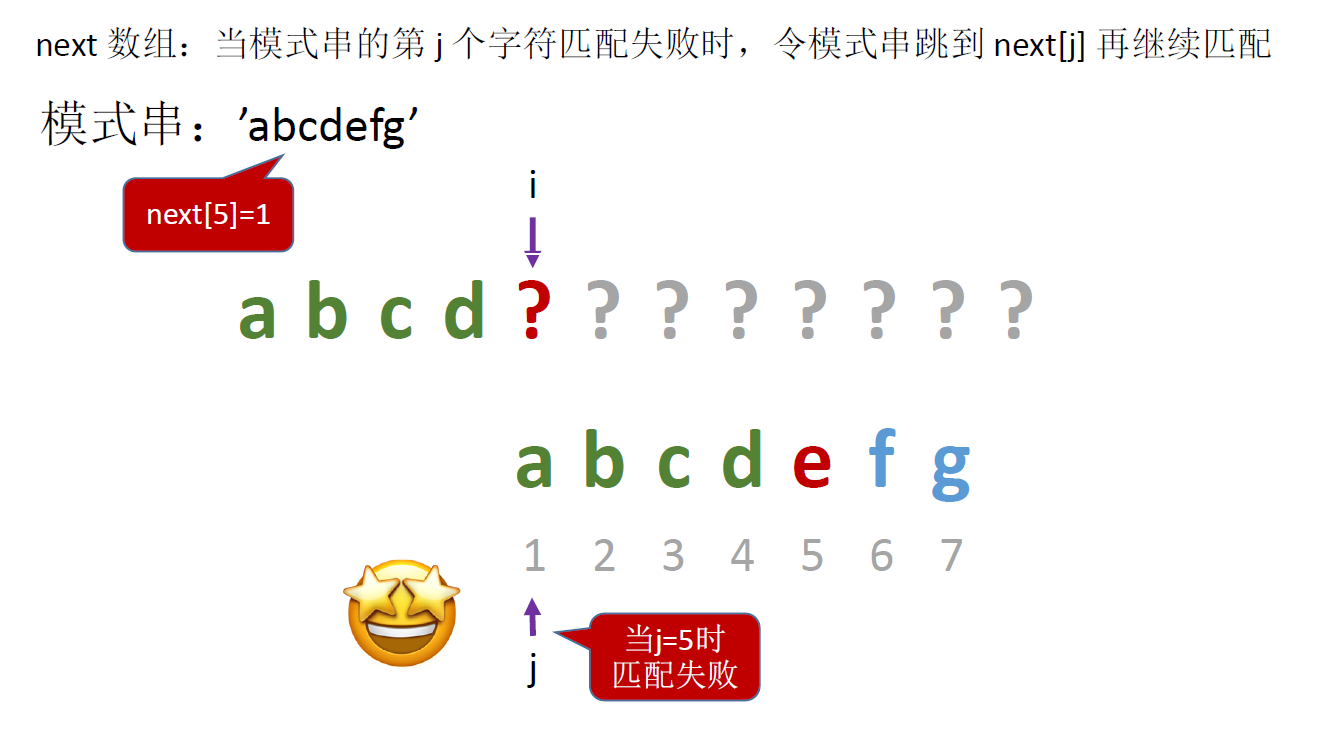 next 数组：当模式串的第 j 个字符匹配失败时，令模式串跳到 next[j] 再继续匹配
模式串：’abcdefg’
next[5]=1
i
a b c d ? ? ? ? ? ? ? ?
a b c d e f g
1 2 3 4 5 6 7
j
当j=5时
匹配失败